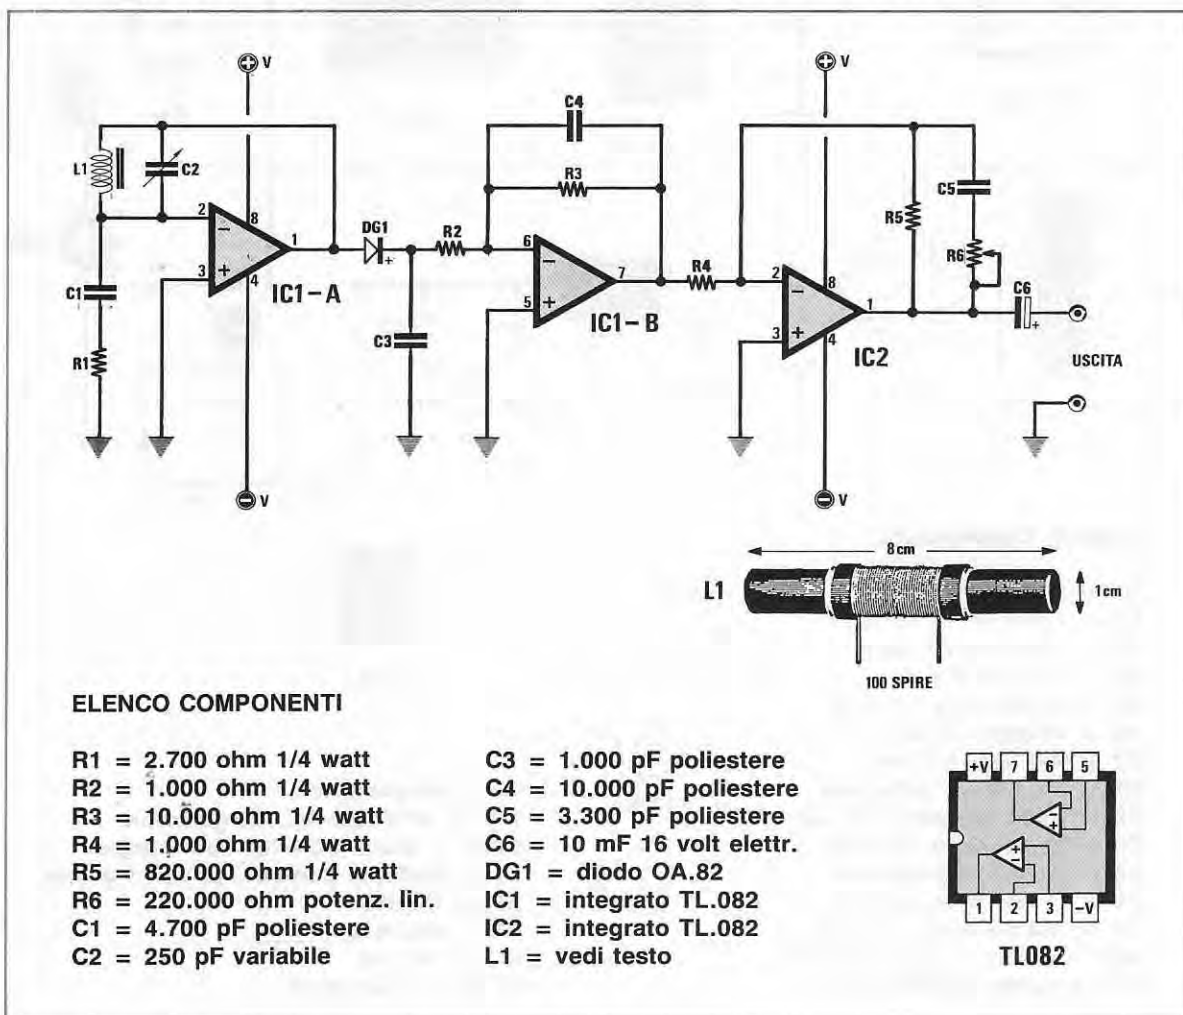 V
V
C4
L1
C2
R3
C5
R5
2
8
DG1
R2
6
R6
1
R4
2
3
4
7
8
C6
C1
IC1-A
5
1
IC1-B
3
4
C3
IC2
USCITA
R1
V
V
8 cm
L1
1 cm
100 SPIRE
ELENCO COMPONENTI
R1 = 2.700 ohm 1/4 watt
R2 = 1.000 ohm 1/4 watt
R3 = 10.000 ohm 1/4 watt
R4 = 1.000 ohm 1/4 watt
R5 = 820.000 ohm 1/4 watt
R6 = 220.000 ohm potenz. lin.
C1 = 4.700 pF poliestere
C2 = 250 pF variabile
C3 = 1.000 pF poliestere
C4 = 10.000 pF poliestere
C5 = 3.300 pF poliestere
C6 = 10 mF 16 volt elettr.
DG1 = diodo OA.82
IC1 = integrato TL.082
IC2 = integrato TL.082
L1 = vedi testo
+V 7 6 5
1 2 3 -V
TL082